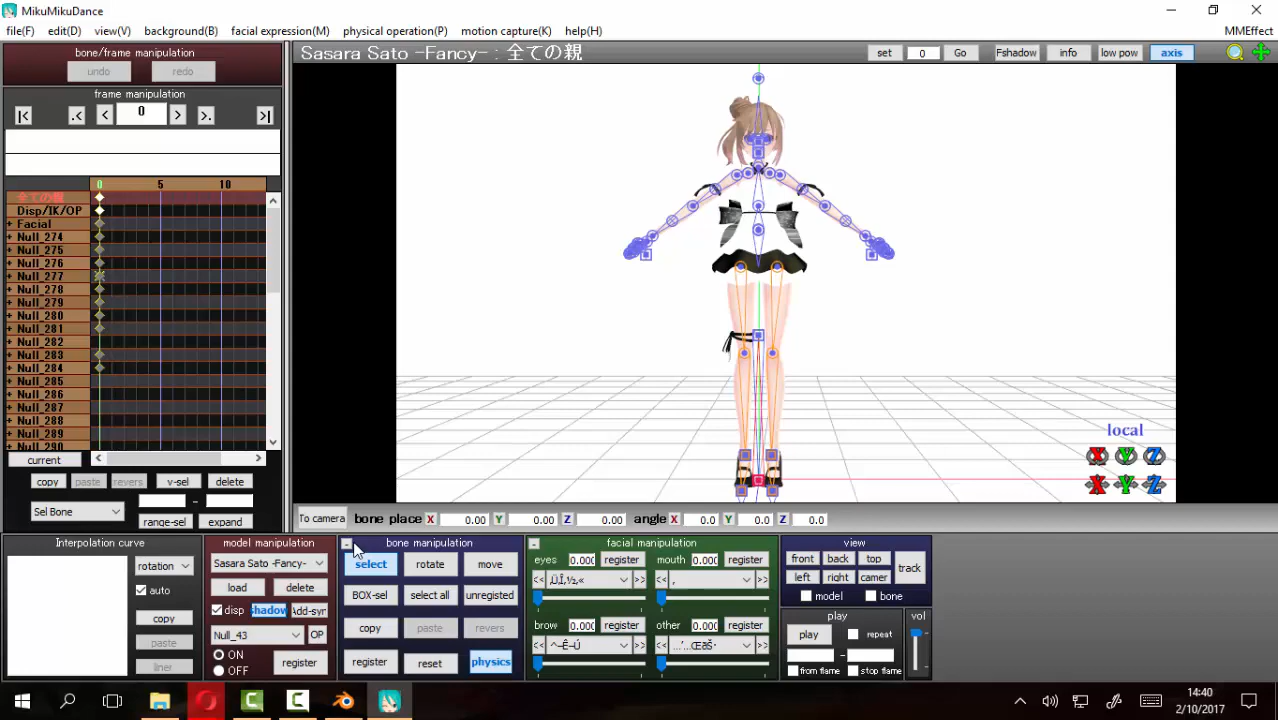 MikuMikuDance
file(F) edit(D) view(V) background(B) facial expression(M) physical operation(P) motion capture(K) help(H) MMEffect
bone/frame manipulation
undo redo
Sasara Sato -Fancy- : 全ての親
set 0 Go Fshadow info low pow axis
frame manipulation
|< .< < 0 > >. >|
0 5 10
全ての親
Disp/IK/OP
+ Facial
+ Null_274
+ Null_275
+ Null_276
+ Null_277
+ Null_278
+ Null_279
+ Null_280
+ Null_281
+ Null_282
+ Null_283
+ Null_284
+ Null_285
+ Null_286
+ Null_287
+ Null_288
+ Null_289
+ Null_290
local
X Y Z
X Y Z
current
copy paste revers v-sel delete
Sel Bone -
range-sel expand
To camera bone place X 0.00 Y 0.00 Z 0.00 angle X 0.0 Y 0.0 Z 0.0
Interpolation curve
rotation
auto
copy
paste
liner
model manipulation
Sasara Sato -Fancy-
load delete
disp shadow Add-syn
Null_43 OP
ON
OFF
register
- bone manipulation
select rotate move
BOX-sel select all unregistered
copy paste revers
register reset physics
- facial manipulation
eyes 0.000 register mouth 0.000 register
<< >> << >>
brow 0.000 register other 0.000 register
<< >> << >>
view
front back top
left right camer track
model bone
play
play repeat
-
from flame stop flame
vol
14:40
2/10/2017